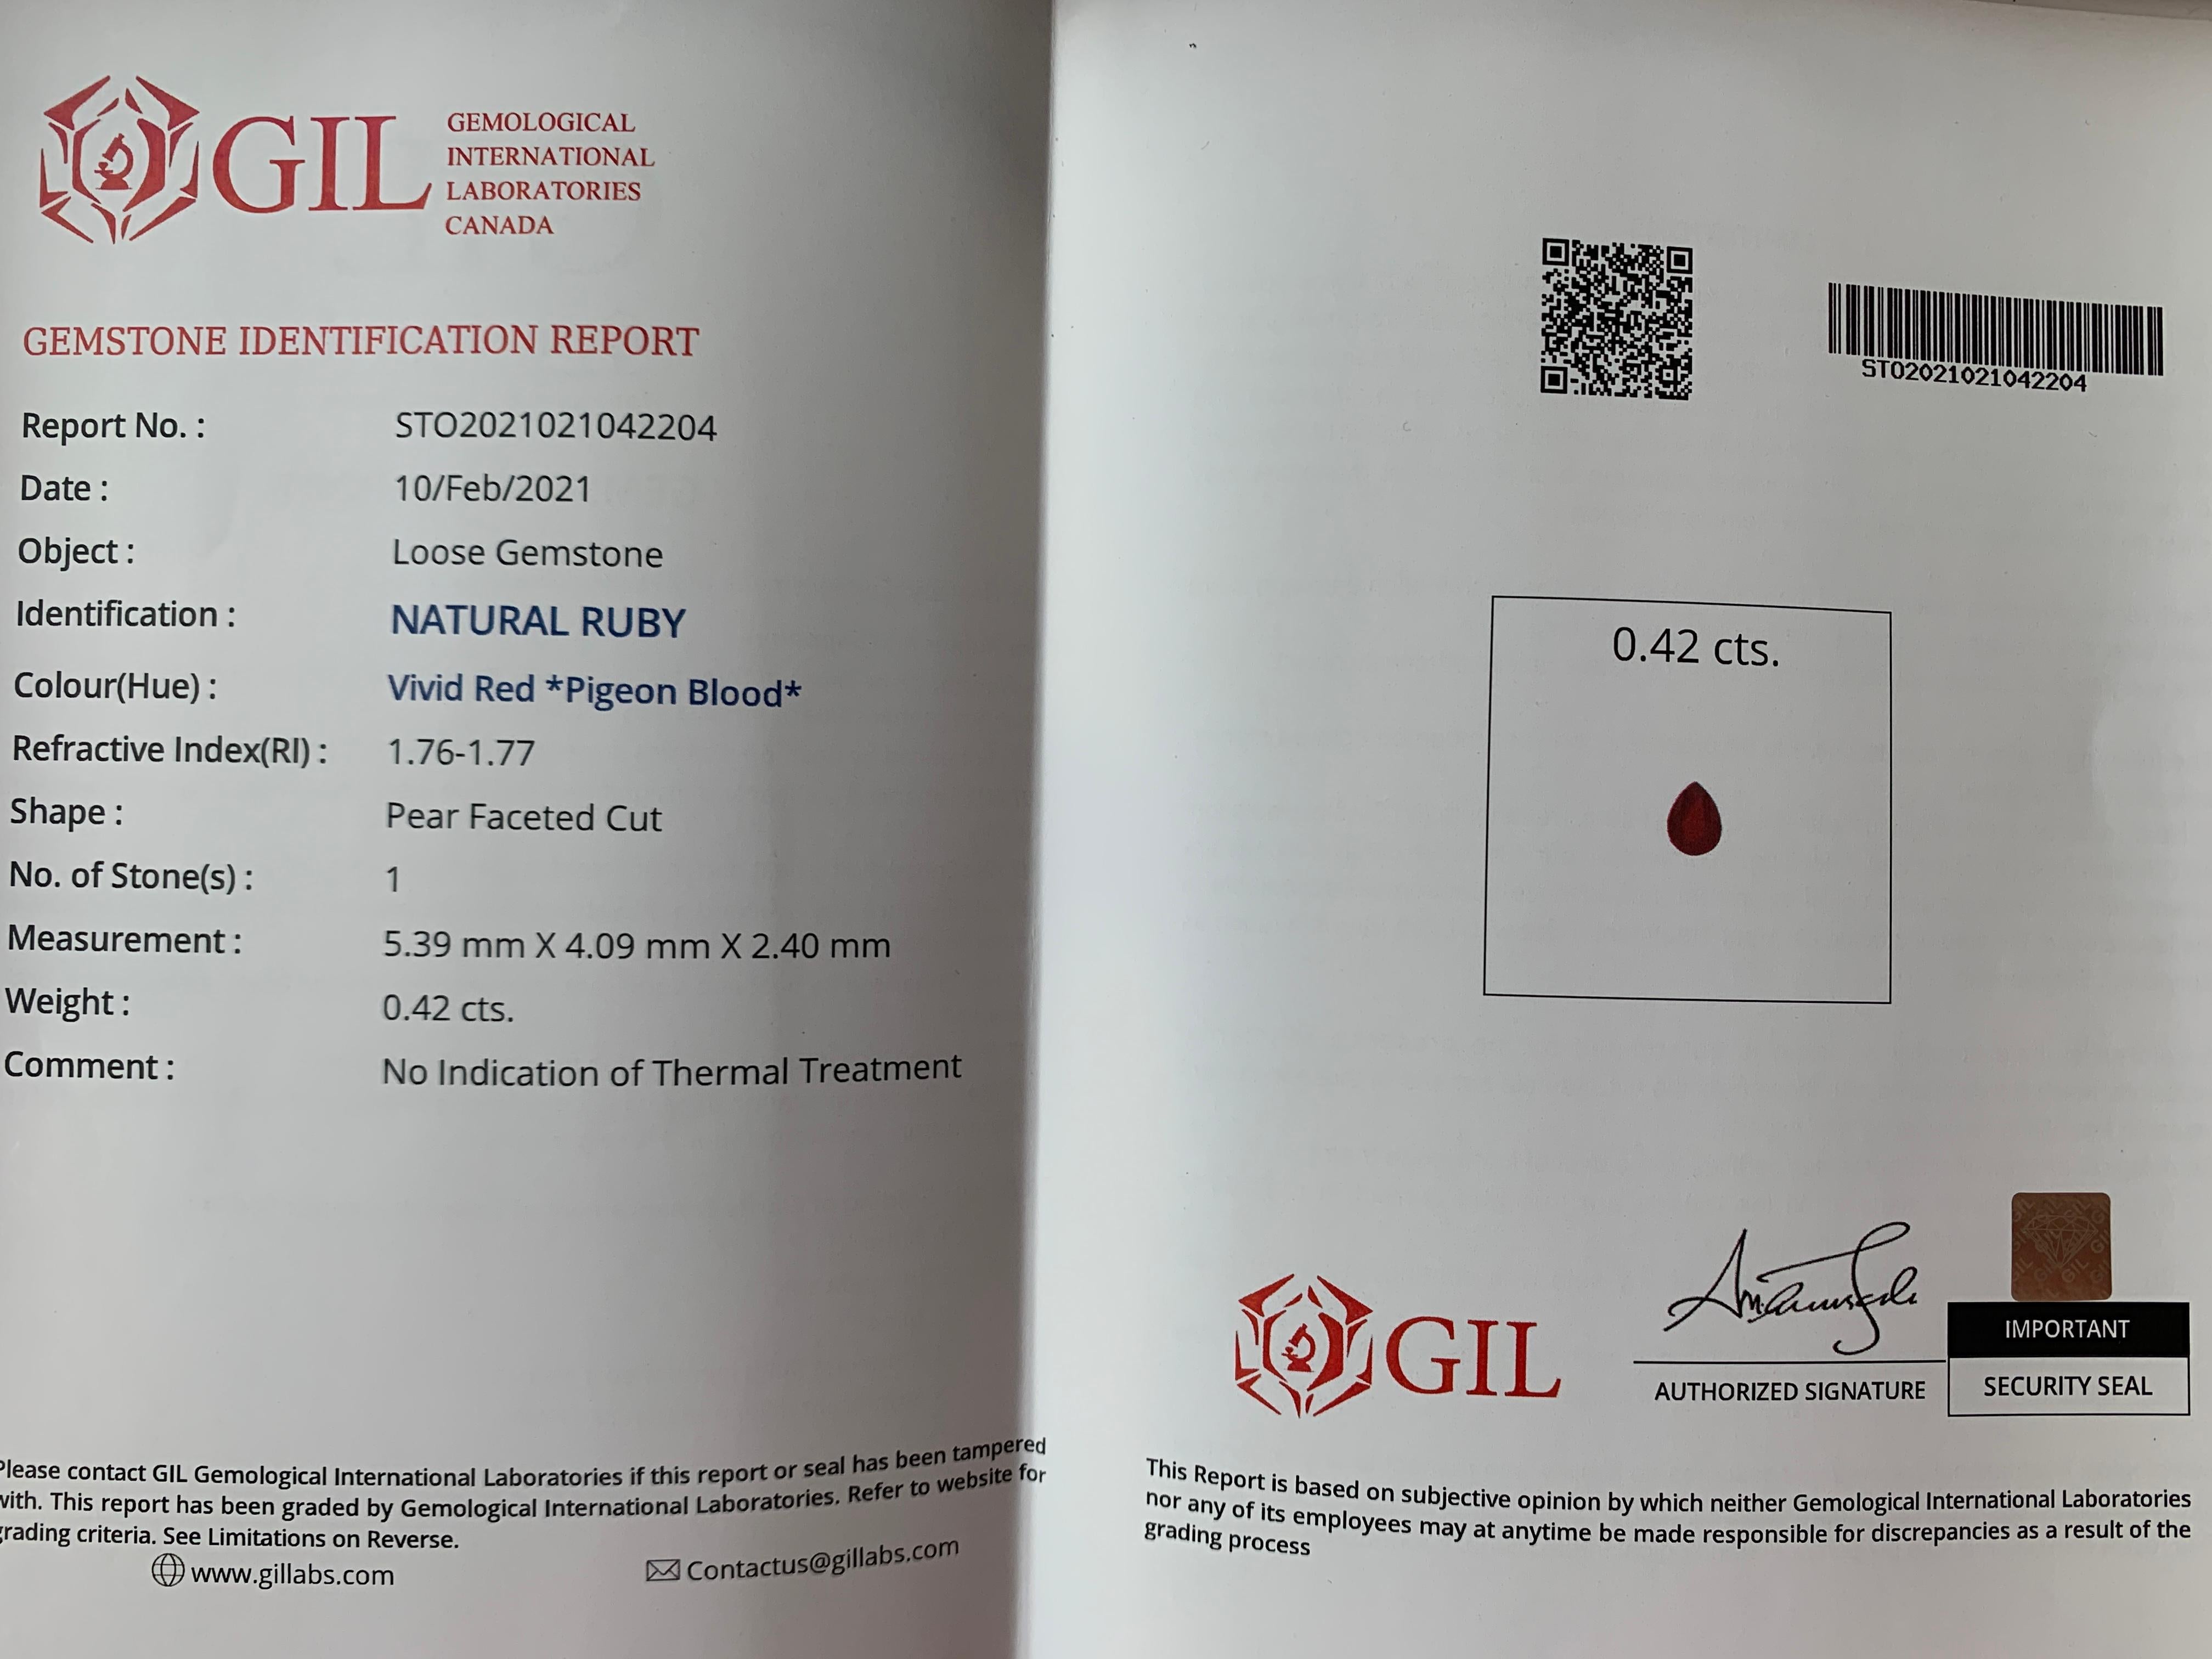 GIL
GEMOLOGICAL
INTERNATIONAL
LABORATORIES
CANADA
GEMSTONE IDENTIFICATION REPORT
Report No. : STO2021021042204
Date : 10/Feb/2021
Object : Loose Gemstone
Identification : NATURAL RUBY
Colour(Hue) : Vivid Red *Pigeon Blood*
Refractive Index(RI) : 1.76-1.77
Shape : Pear Faceted Cut
No. of Stone(s) : 1
Measurement : 5.39 mm X 4.09 mm X 2.40 mm
Weight : 0.42 cts.
Comment : No Indication of Thermal Treatment
Please contact GIL Gemological International Laboratories if this report or seal has been tampered
with. This report has been graded by Gemological International Laboratories. Refer to website for
grading criteria. See Limitations on Reverse.
www.gillabs.com Contactus@gillabs.com
STO2021021042204
0.42 cts.
GIL
AUTHORIZED SIGNATURE
IMPORTANT
SECURITY SEAL
This Report is based on subjective opinion by which neither Gemological International Laboratories
nor any of its employees may at anytime be made responsible for discrepancies as a result of the
grading process